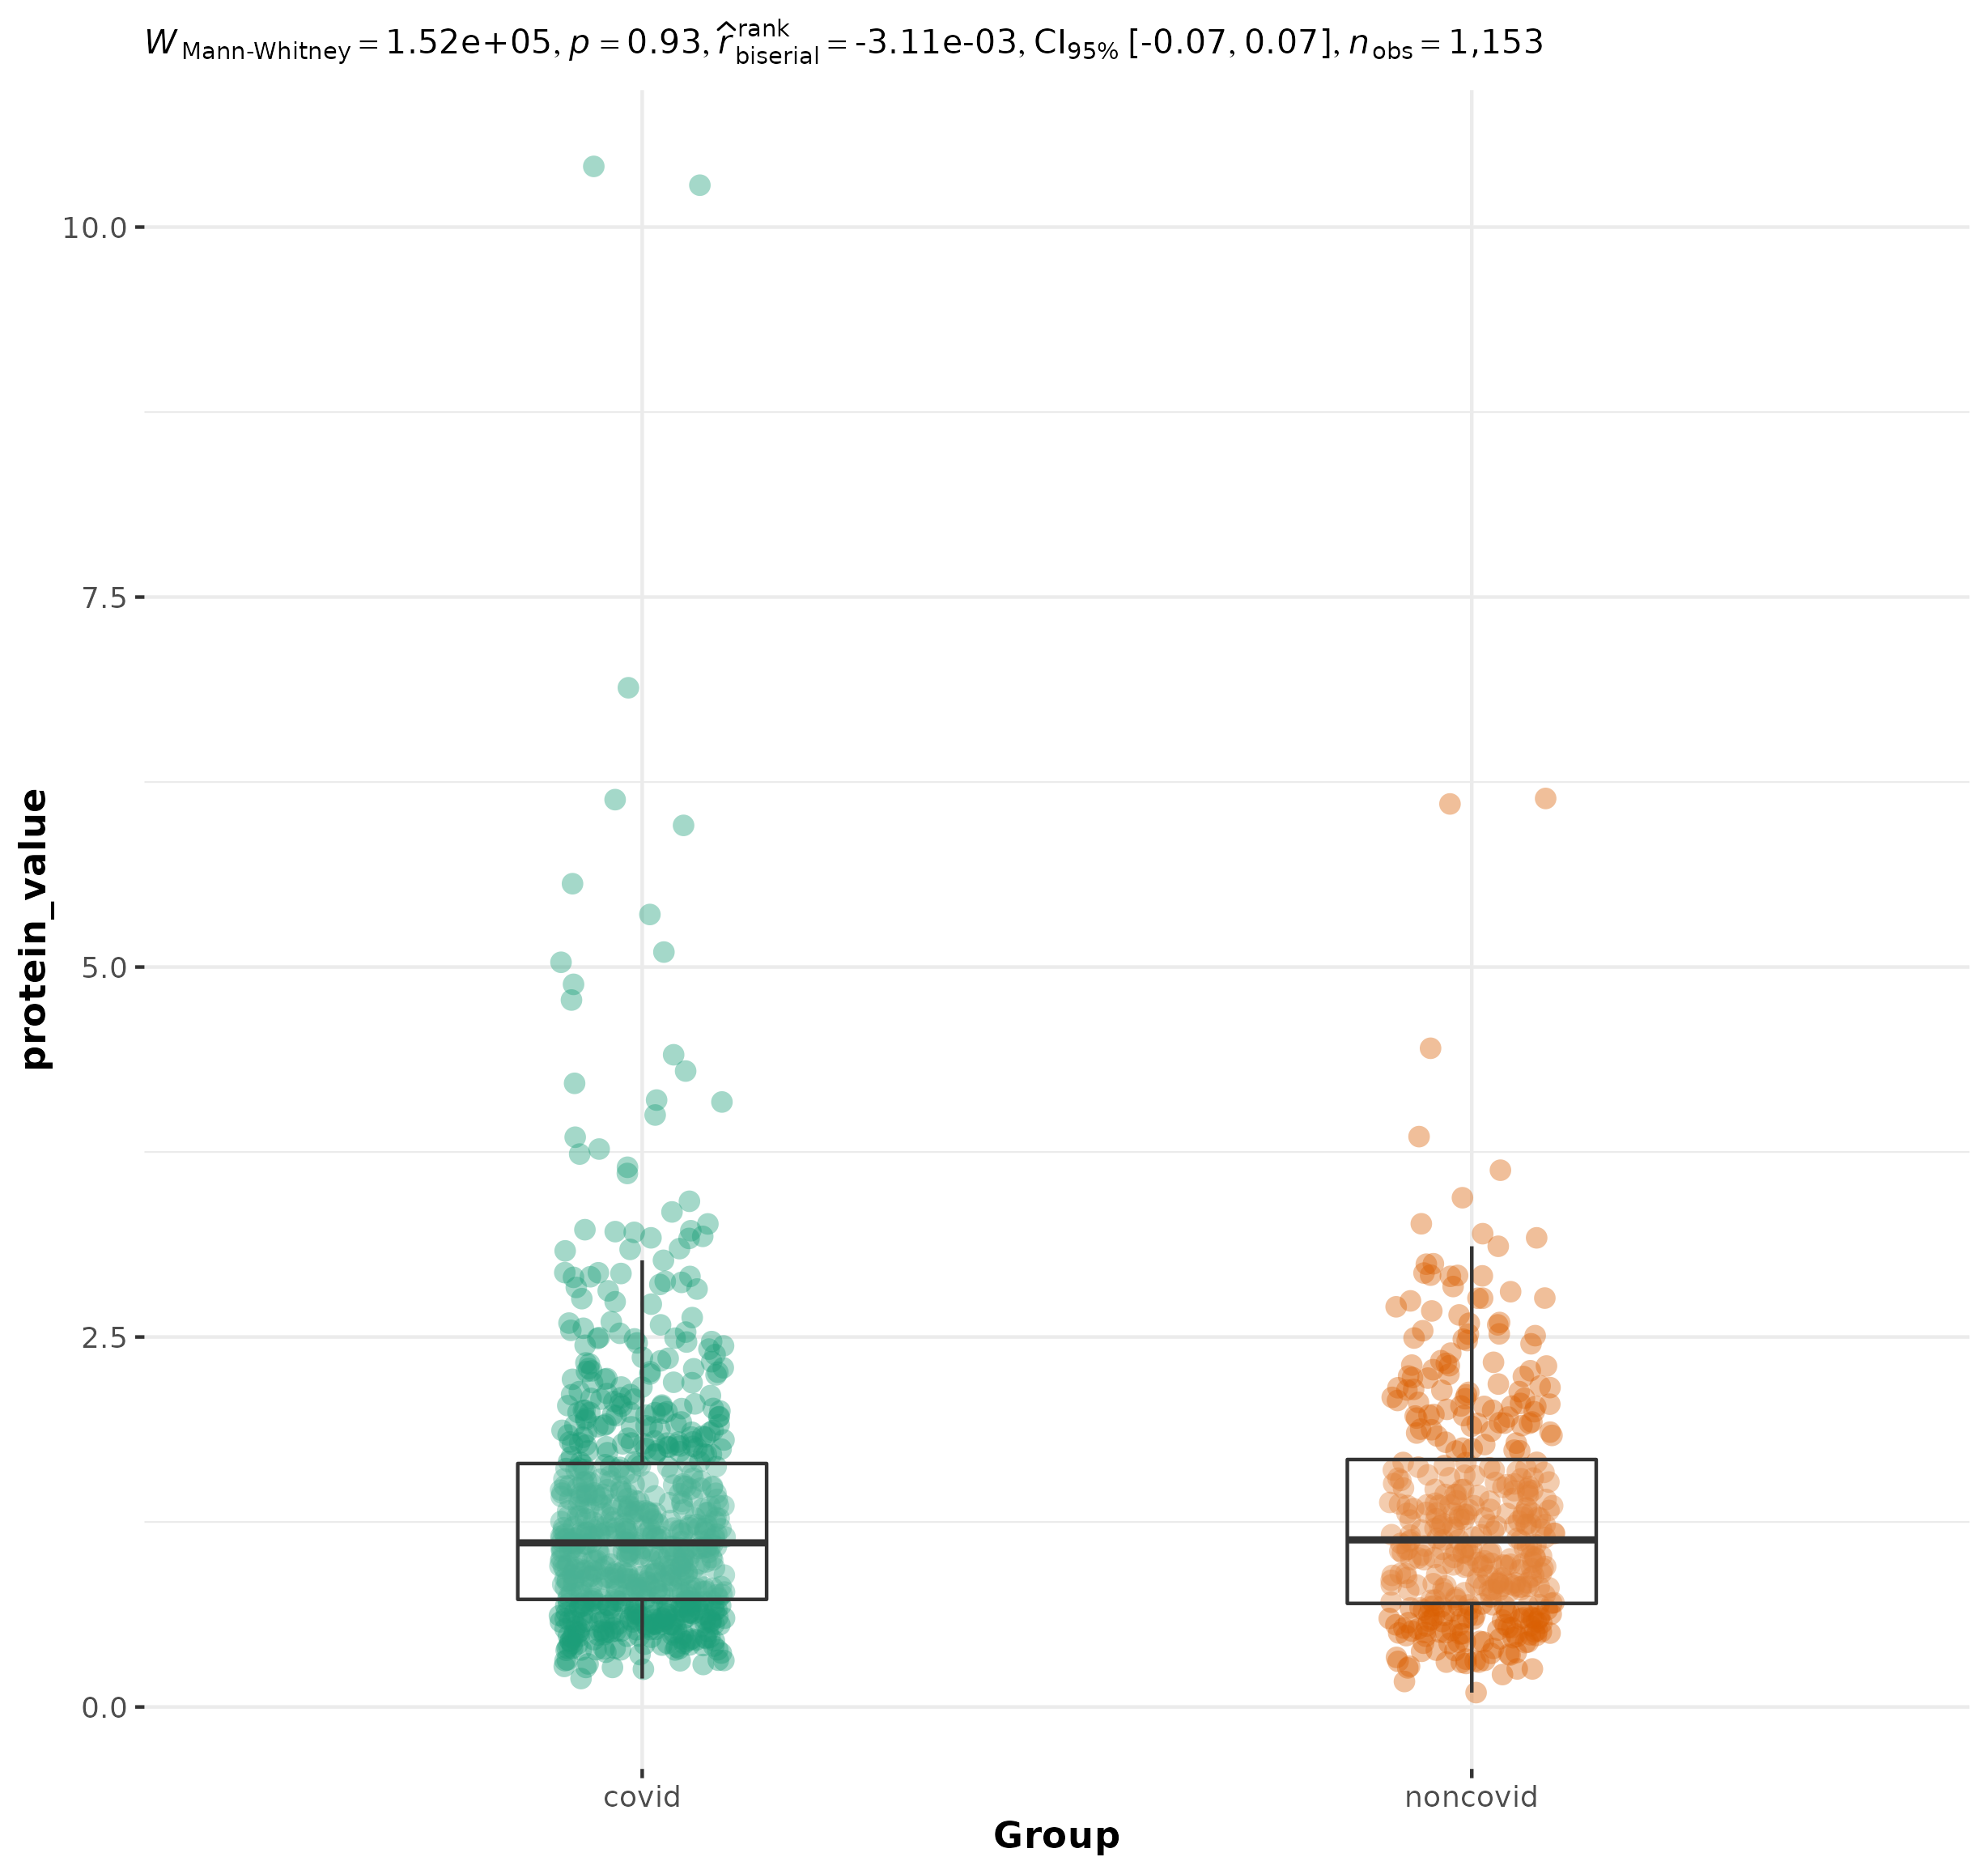 W Mann-Whitney = 1.52e+05, p = 0.93, r̂ rank biserial = -3.11e-03, CI95% [-0.07, 0.07], nobs = 1,153
10.0
7.5
5.0
2.5
0.0
protein_value
covid noncovid
Group